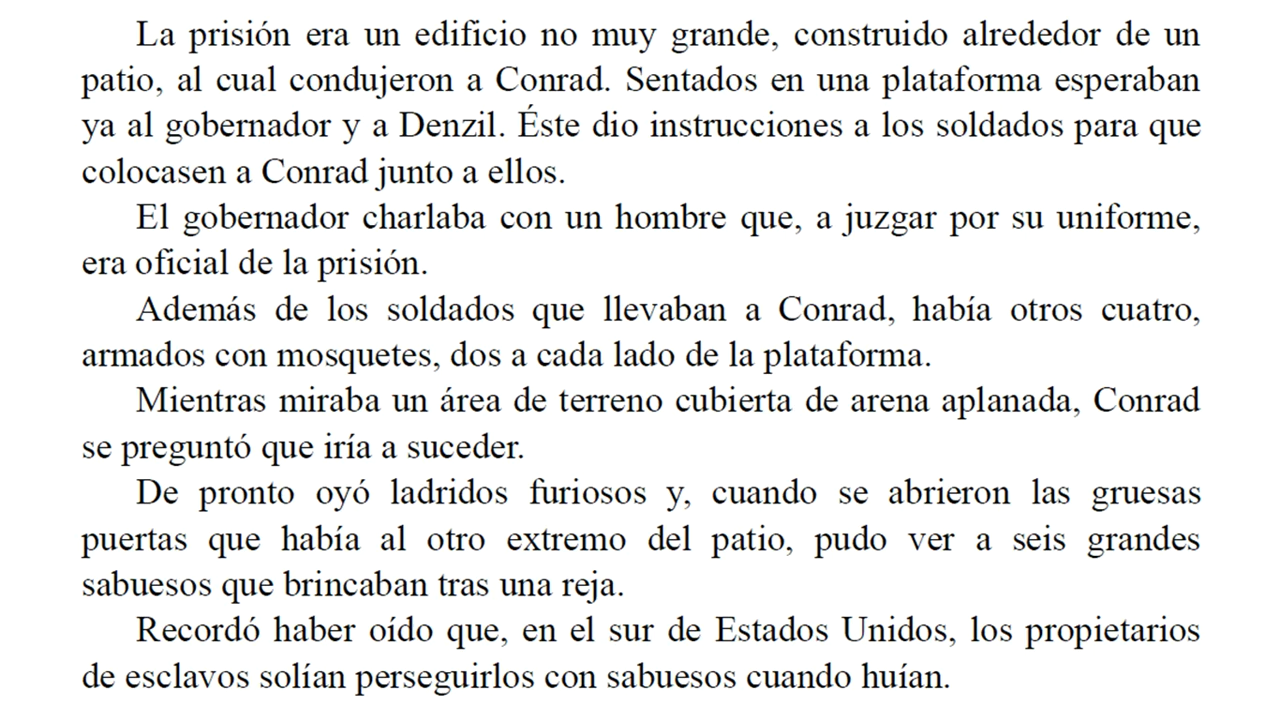 La prisión era un edificio no muy grande, construido alrededor de un
patio, al cual condujeron a Conrad. Sentados en una plataforma esperaban
ya al gobernador y a Denzil. Éste dio instrucciones a los soldados para que
colocasen a Conrad junto a ellos.
El gobernador charlaba con un hombre que, a juzgar por su uniforme,
era oficial de la prisión.
Además de los soldados que llevaban a Conrad, había otros cuatro,
armados con mosquetes, dos a cada lado de la plataforma.
Mientras miraba un área de terreno cubierta de arena aplanada, Conrad
se preguntó que iría a suceder.
De pronto oyó ladridos furiosos y, cuando se abrieron las gruesas
puertas que había al otro extremo del patio, pudo ver a seis grandes
sabuesos que brincaban tras una reja.
Recordó haber oído que, en el sur de Estados Unidos, los propietarios
de esclavos solían perseguirlos con sabuesos cuando huían.